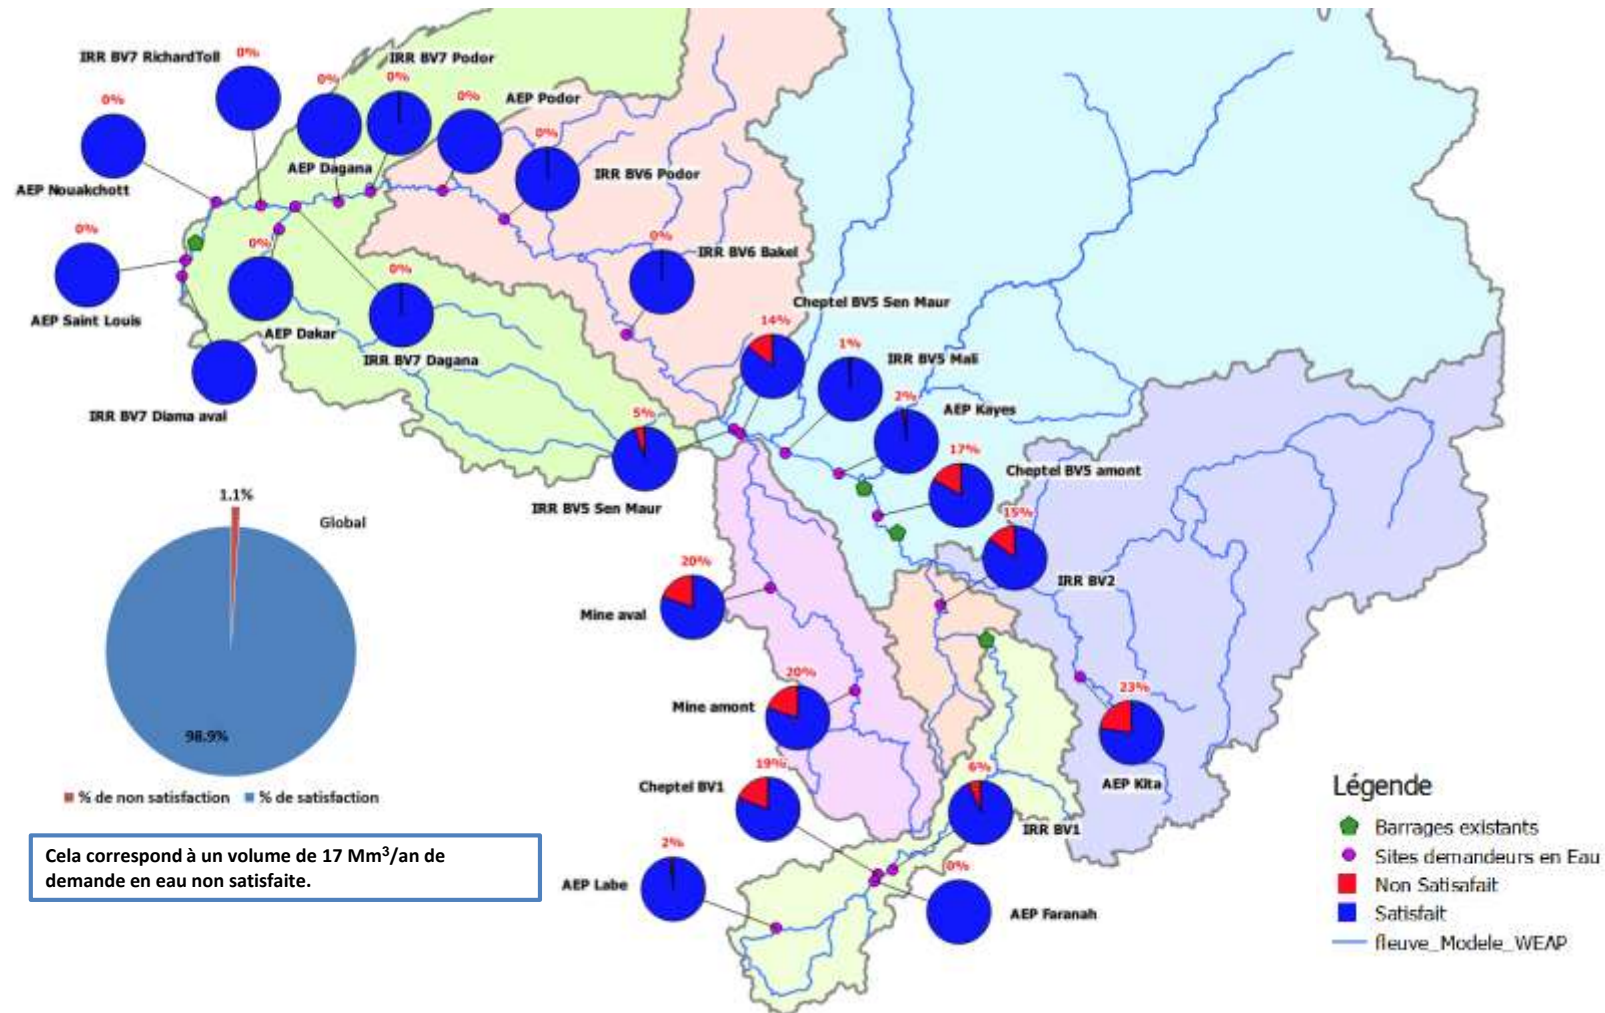 IRR BV7 RichardToll
0%
IRR BV7 Podor
0%
0%
0%
AEP Podor
0%
0%
AEP Dagana
IRR BV6 Podor
AEP Nouakchott
0%
0%
0%
0%
IRR BV6 Bakel
AEP Saint Louis
AEP Dakar
IRR BV7 Dagana
IRR BV7 Diama aval
Cheptel BV5 Sen Maur
14%
1%
IRR BV5 Mali
2%
AEP Kayes
5%
17%
Cheptel BV5 amont
IRR BV5 Sen Maur
15%
IRR BV2
1.1%
Global
98.9%
% de non satisfaction
% de satisfaction
20%
Mine aval
20%
Mine amont
23%
AEP Kita
19%
Cheptel BV1
6%
IRR BV1
2%
AEP Labe
0%
AEP Faranah
Cela correspond à un volume de 17 Mm³/an de
demande en eau non satisfaite.
Légende
Barrages existants
Sites demandeurs en Eau
Non Satisafait
Satisfait
fleuve_Modele_WEAP